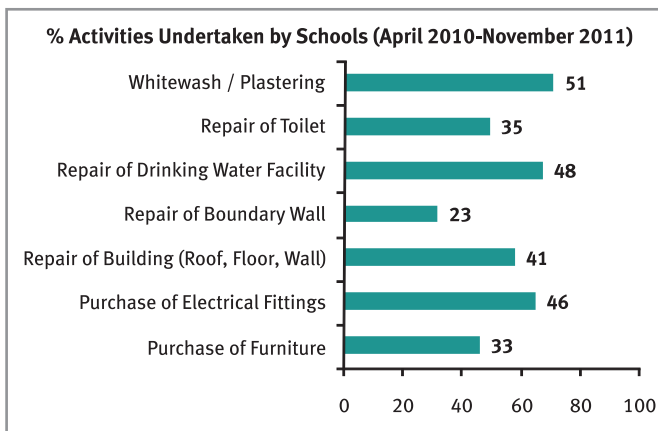 % Activities Undertaken by Schools (April 2010-November 2011)
Whitewash / Plastering 51
Repair of Toilet 35
Repair of Drinking Water Facility 48
Repair of Boundary Wall 23
Repair of Building (Roof, Floor, Wall) 41
Purchase of Electrical Fittings 46
Purchase of Furniture 33
0 20 40 60 80 100